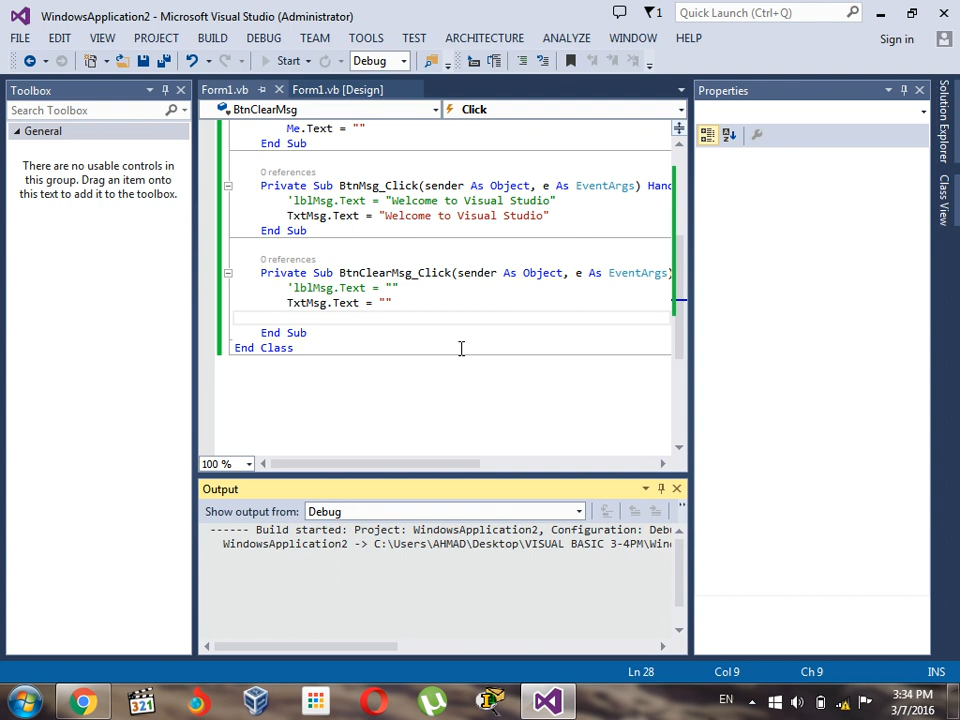 WindowsApplication2 - Microsoft Visual Studio (Administrator)
1
Quick Launch (Ctrl+Q)
FILE EDIT VIEW PROJECT BUILD DEBUG TEAM TOOLS TEST ARCHITECTURE ANALYZE WINDOW HELP
Sign in
Start Debug
Toolbox
Search Toolbox
General
There are no usable controls in
this group. Drag an item onto
this text to add it to the toolbox.
Form1.vb Form1.vb [Design]
BtnClearMsg Click
Me.Text = ""
End Sub
0 references
Private Sub BtnMsg_Click(sender As Object, e As EventArgs) Hand
'lblMsg.Text = "Welcome to Visual Studio"
TxtMsg.Text = "Welcome to Visual Studio"
End Sub
0 references
Private Sub BtnClearMsg_Click(sender As Object, e As EventArgs)
'lblMsg.Text = ""
TxtMsg.Text = ""
End Sub
End Class
100 %
Output
Show output from: Debug
------ Build started: Project: WindowsApplication2, Configuration: Debu
WindowsApplication2 -> C:\Users\AHMAD\Desktop\VISUAL BASIC 3-4PM\Wind
Properties
Solution Explorer
Class View
Ln 28 Col 9 Ch 9 INS
321
EN
3:34 PM
3/7/2016